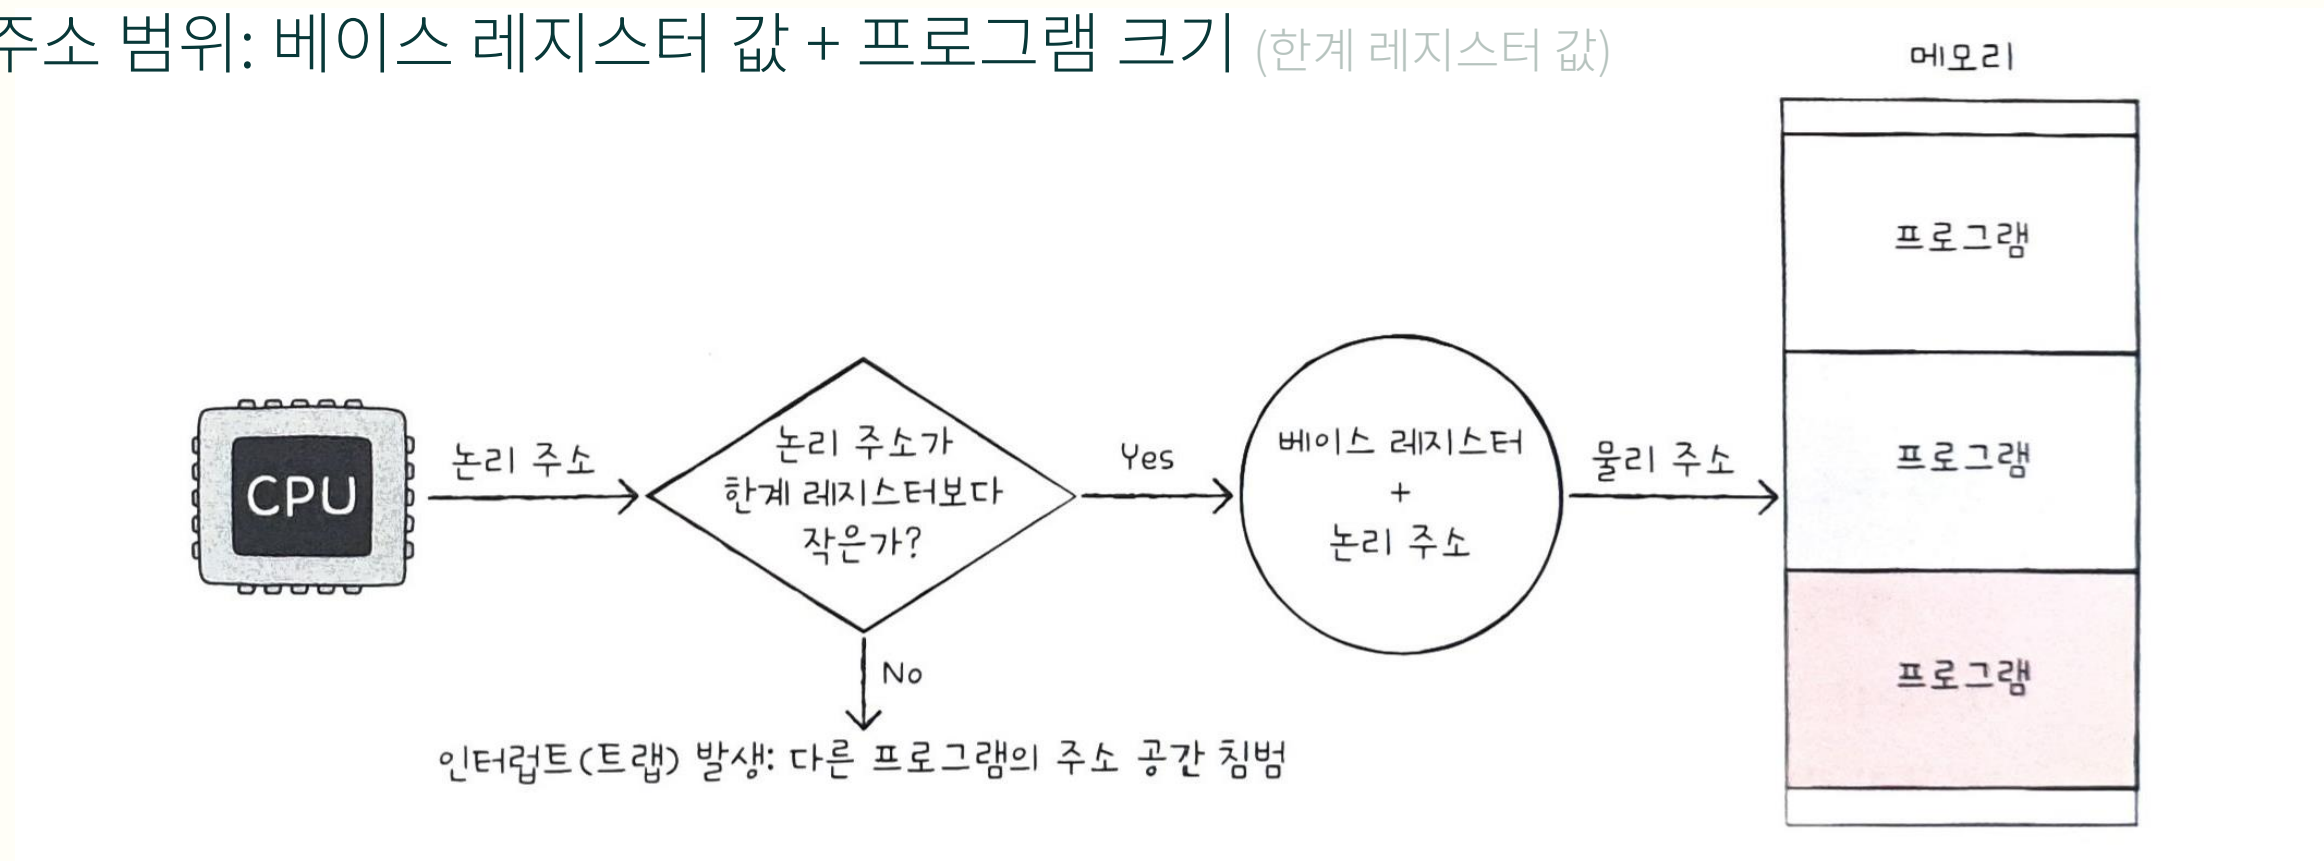 주소 범위: 베이스 레지스터 값 + 프로그램 크기 (한계 레지스터 값)
메모리
프로그램
프로그램
프로그램
CPU
논리 주소
논리 주소가
한계 레지스터보다
작은가?
Yes
베이스 레지스터
+
논리 주소
물리 주소
No
인터럽트(트랩) 발생: 다른 프로그램의 주소 공간 침범